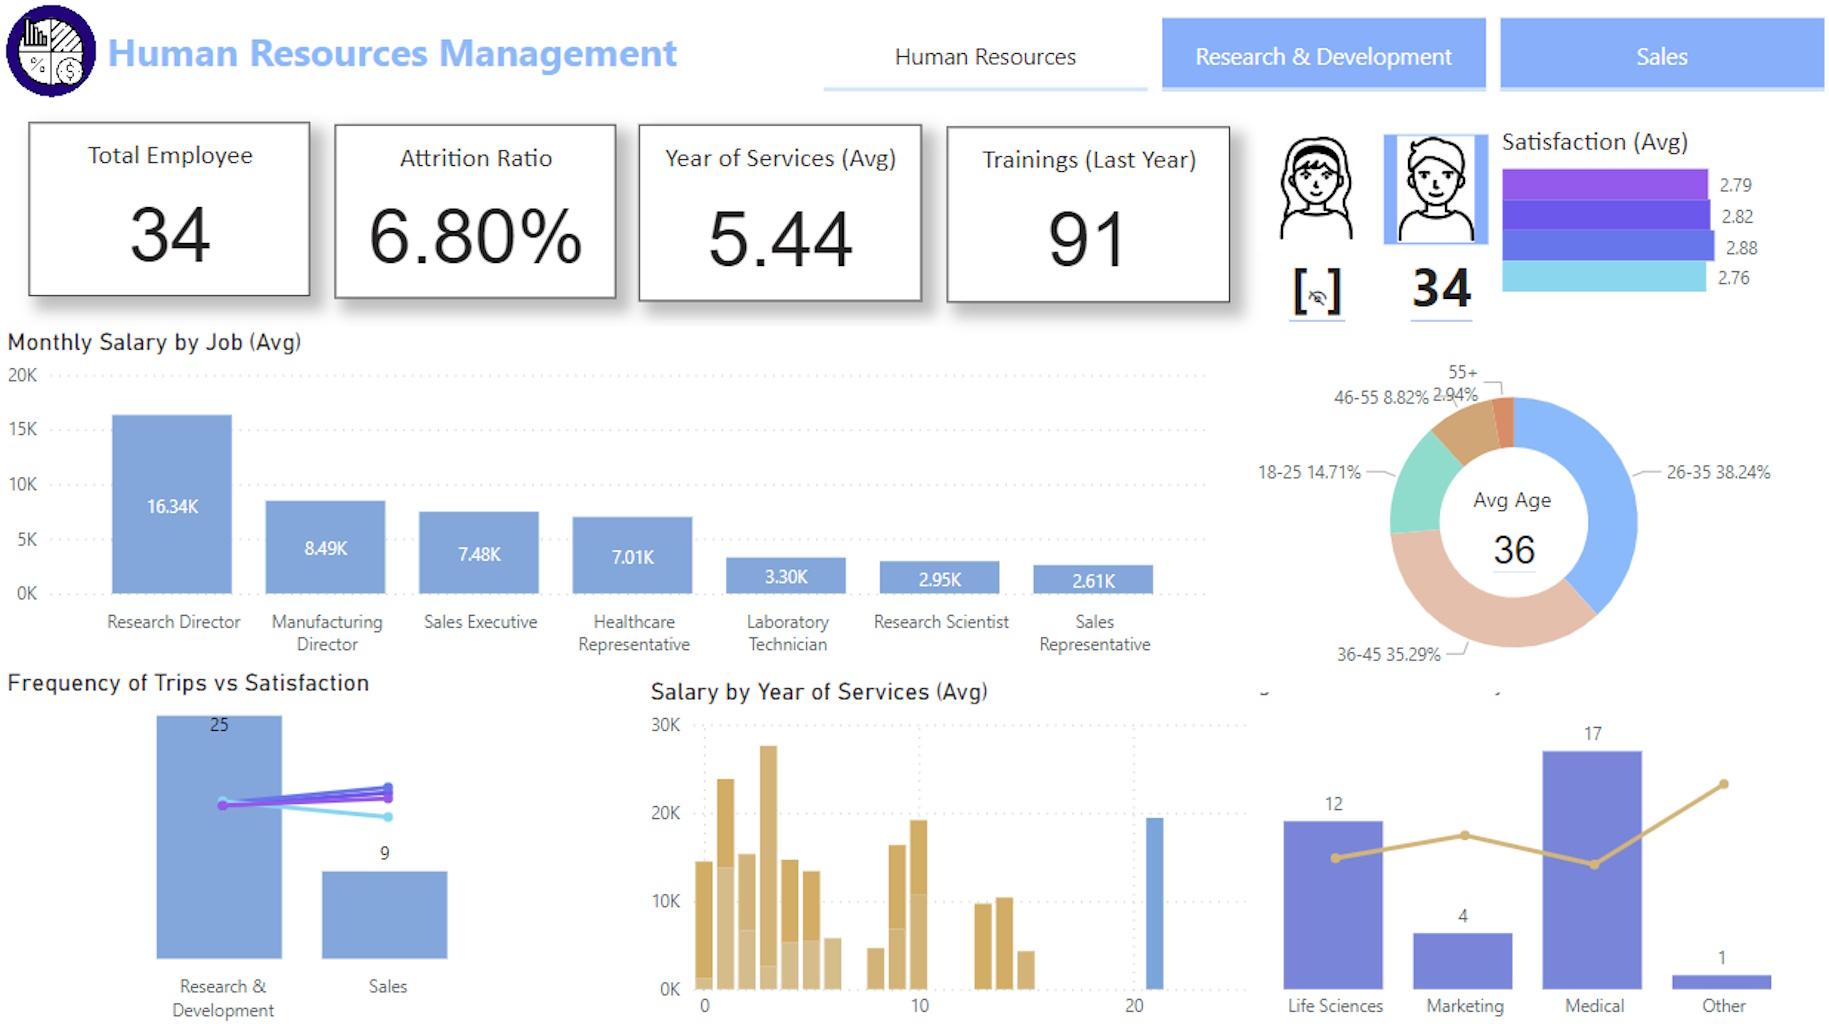 Human Resources Management
Human Resources
Research & Development
Sales
Total Employee
34
Attrition Ratio
6.80%
Year of Services (Avg)
5.44
Trainings (Last Year)
91
[ ]
34
Satisfaction (Avg)
2.79
2.82
2.88
2.76
Monthly Salary by Job (Avg)
20K
15K
10K
5K
0K
16.34K
8.49K
7.48K
7.01K
3.30K
2.95K
2.61K
Research Director
Manufacturing
Director
Sales Executive
Healthcare
Representative
Laboratory
Technician
Research Scientist
Sales
Representative
55+
2.94%
46-55 8.82%
18-25 14.71%
26-35 38.24%
36-45 35.29%
Avg Age
36
Frequency of Trips vs Satisfaction
25
9
Research &
Development
Sales
Salary by Year of Services (Avg)
30K
20K
10K
0K
0
10
20
12
4
17
1
Life Sciences
Marketing
Medical
Other